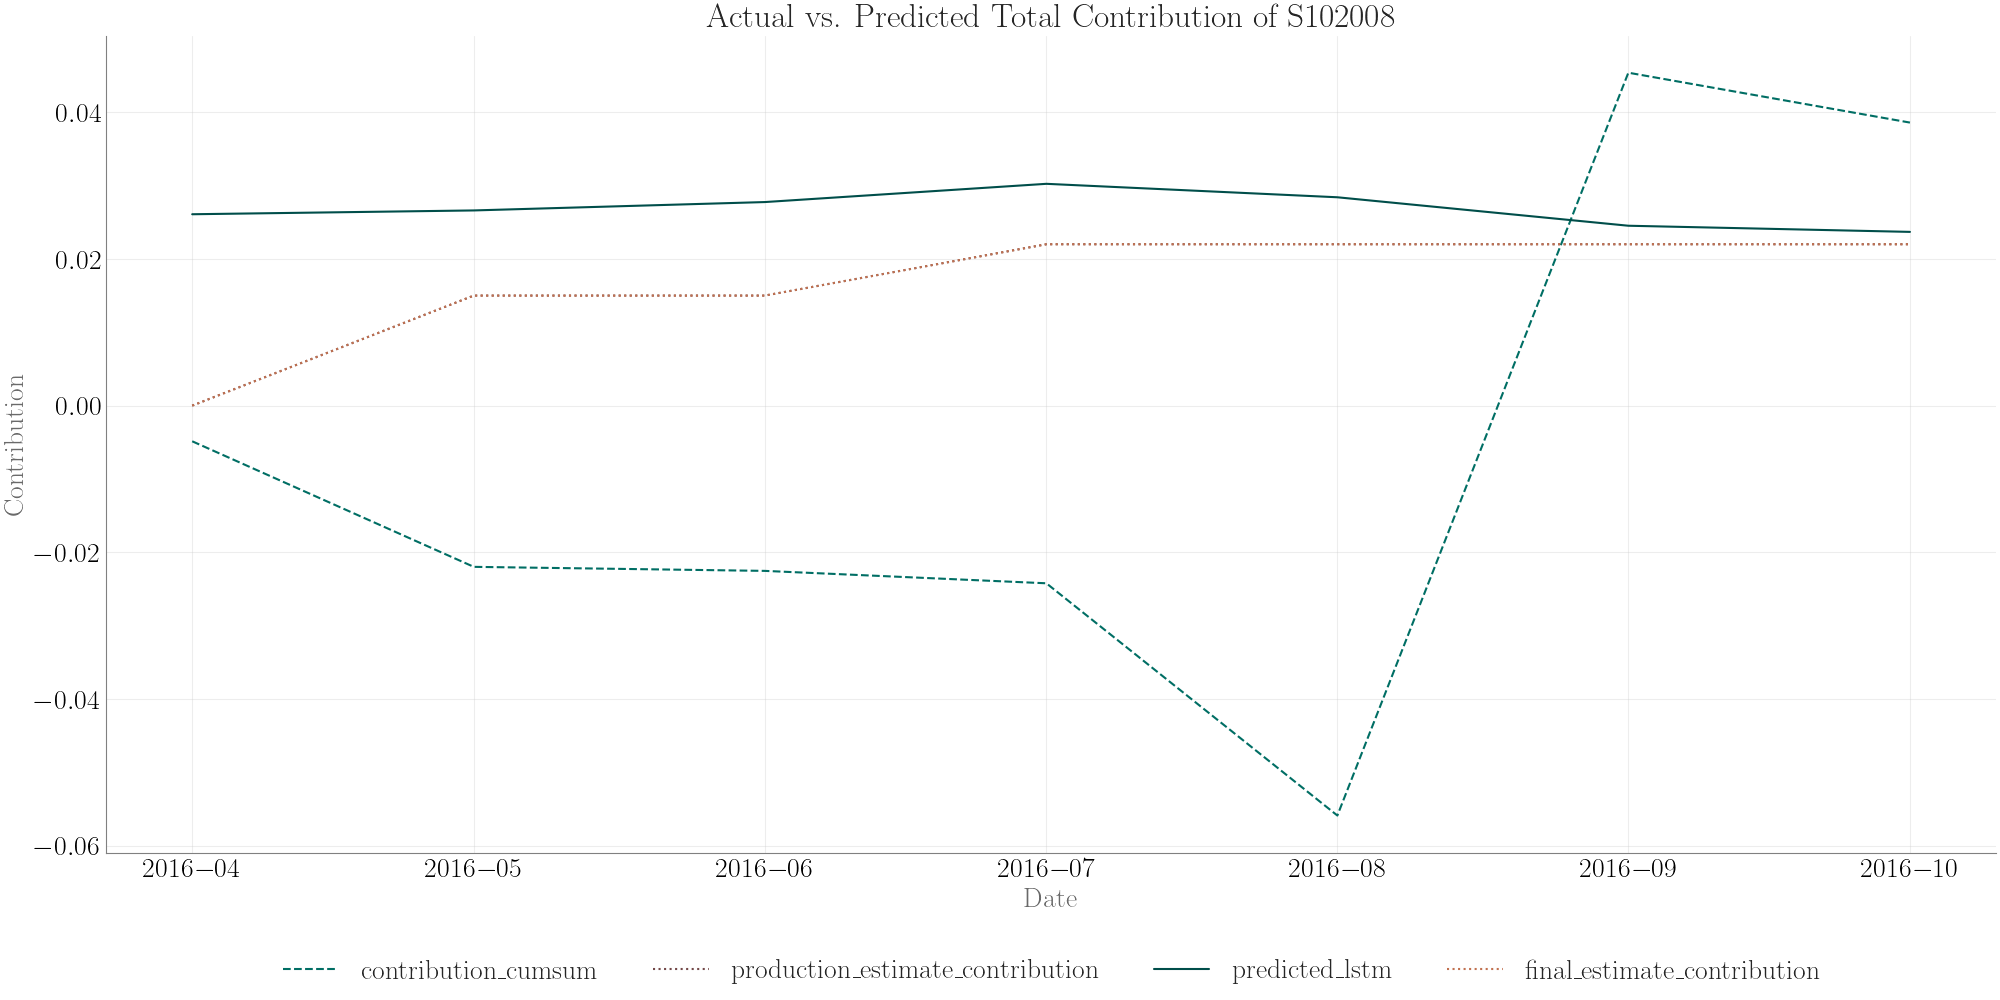 Actual vs. Predicted Total Contribution of S102008
Contribution
0.04
0.02
0.00
−0.02
−0.04
−0.06
2016−04 2016−05 2016−06 2016−07 2016−08 2016−09 2016−10
Date
contribution_cumsum production_estimate_contribution predicted_lstm final_estimate_contribution